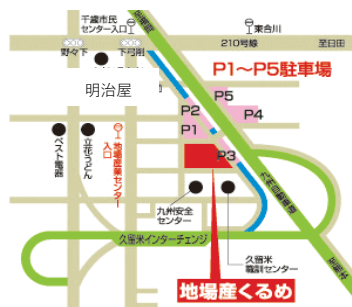 千歳市民
センター入口
東合川
野々下
下弓削
210号線
至日田
P1～P5駐車場
明治屋
P5
P2
P4
P1
P3
ベスト電器
立花うどん
地場産業センター
入口
九州安全
センター
久留米
職訓センター
九州自動車道
久留米インターチェンジ
地場産くるめ